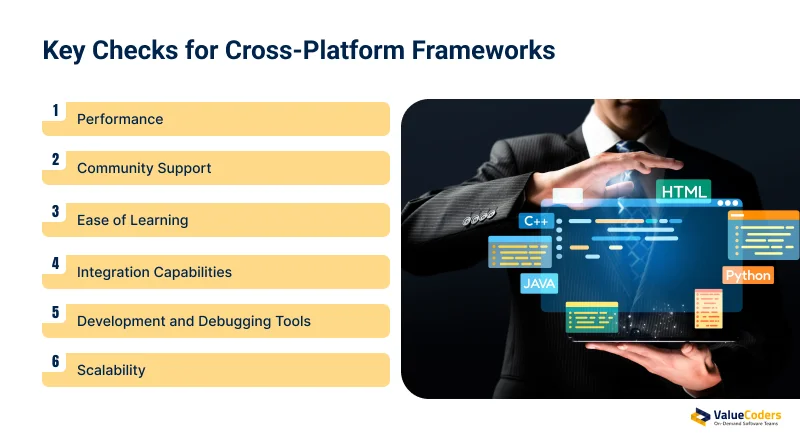 Key Checks for Cross-Platform Frameworks
1
Performance
2
Community Support
3
Ease of Learning
4
Integration Capabilities
5
Development and Debugging Tools
6
Scalability
HTML
C++
JAVA
Python
ValueCoders
On-Demand Software Teams